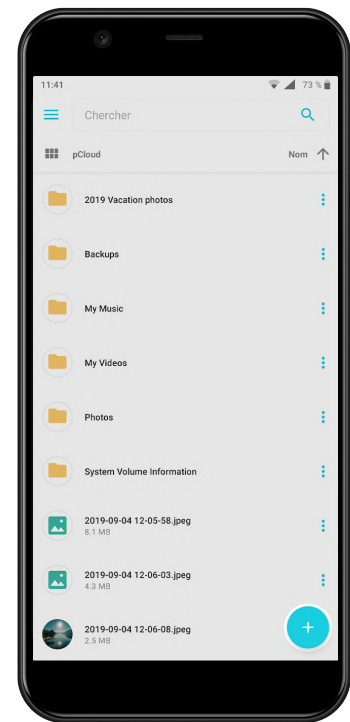 11:41 73 %
Chercher
pCloud Nom
2019 Vacation photos
Backups
My Music
My Videos
Photos
System Volume Information
2019-09-04 12-05-58.jpeg
8.1 MB
2019-09-04 12-06-03.jpeg
4.3 MB
2019-09-04 12-06-08.jpeg
2.5 MB